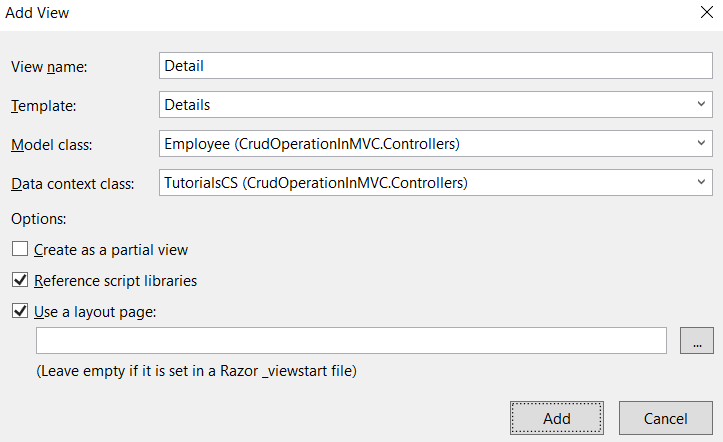 Add View
View name: Detail
Template: Details
Model class: Employee (CrudOperationInMVC.Controllers)
Data context class: TutorialsCS (CrudOperationInMVC.Controllers)
Options:
Create as a partial view
Reference script libraries
Use a layout page:
...
(Leave empty if it is set in a Razor _viewstart file)
Add Cancel